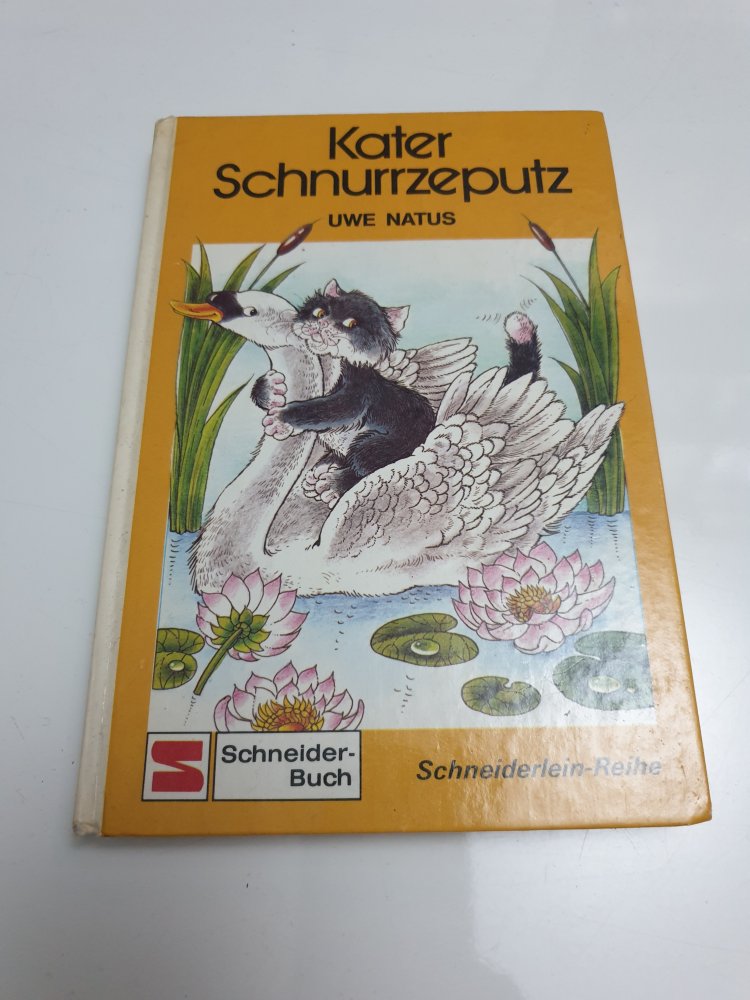 Kater
Schnurrzeputz
UWE NATUS
Schneider-
Buch
Schneiderlein-Reihe